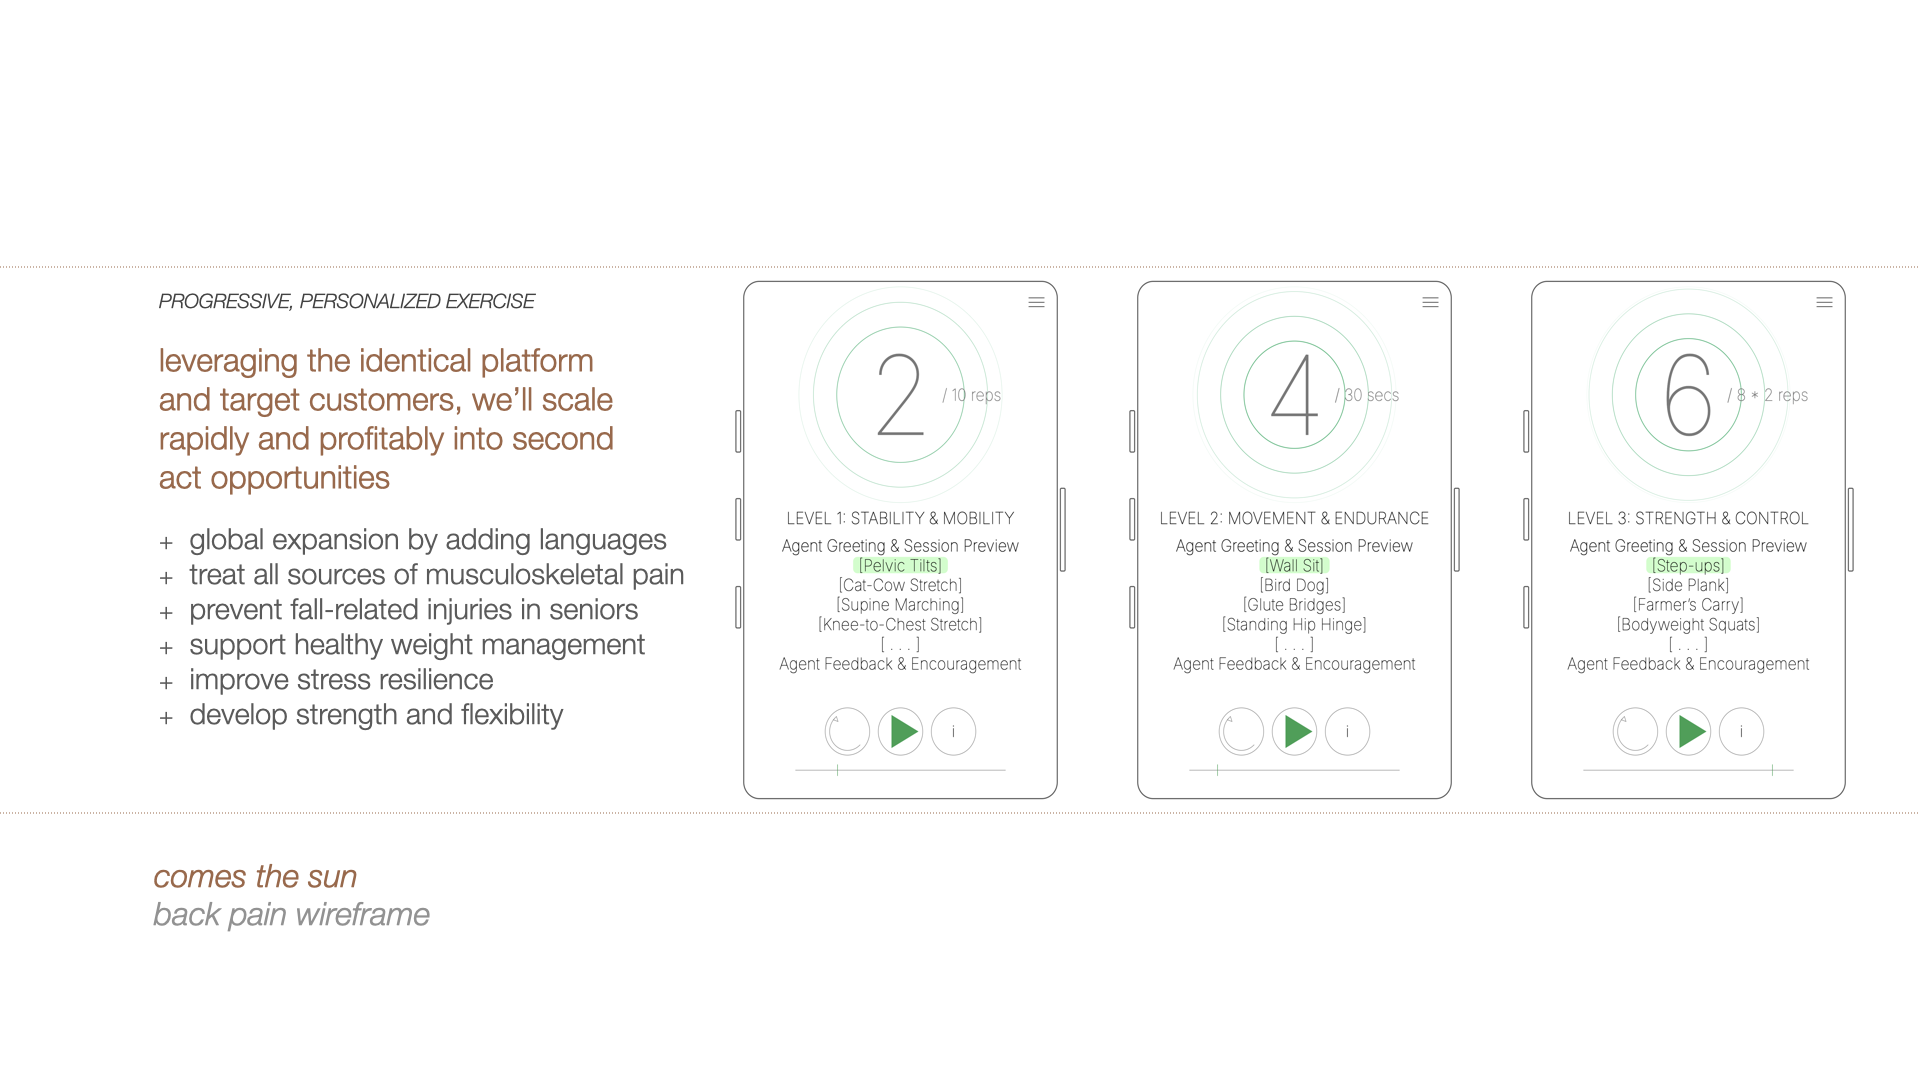 PROGRESSIVE, PERSONALIZED EXERCISE
leveraging the identical platform
and target customers, we’ll scale
rapidly and profitably into second
act opportunities
+ global expansion by adding languages
+ treat all sources of musculoskeletal pain
+ prevent fall-related injuries in seniors
+ support healthy weight management
+ improve stress resilience
+ develop strength and flexibility
2 / 10 reps
LEVEL 1: STABILITY & MOBILITY
Agent Greeting & Session Preview
[Pelvic Tilts]
[Cat-Cow Stretch]
[Supine Marching]
[Knee-to-Chest Stretch]
[ . . . ]
Agent Feedback & Encouragement
i
4 / 30 secs
LEVEL 2: MOVEMENT & ENDURANCE
Agent Greeting & Session Preview
[Wall Sit]
[Bird Dog]
[Glute Bridges]
[Standing Hip Hinge]
[ . . . ]
Agent Feedback & Encouragement
i
6 / 8 * 2 reps
LEVEL 3: STRENGTH & CONTROL
Agent Greeting & Session Preview
[Step-ups]
[Side Plank]
[Farmer’s Carry]
[Bodyweight Squats]
[ . . . ]
Agent Feedback & Encouragement
i
comes the sun
back pain wireframe